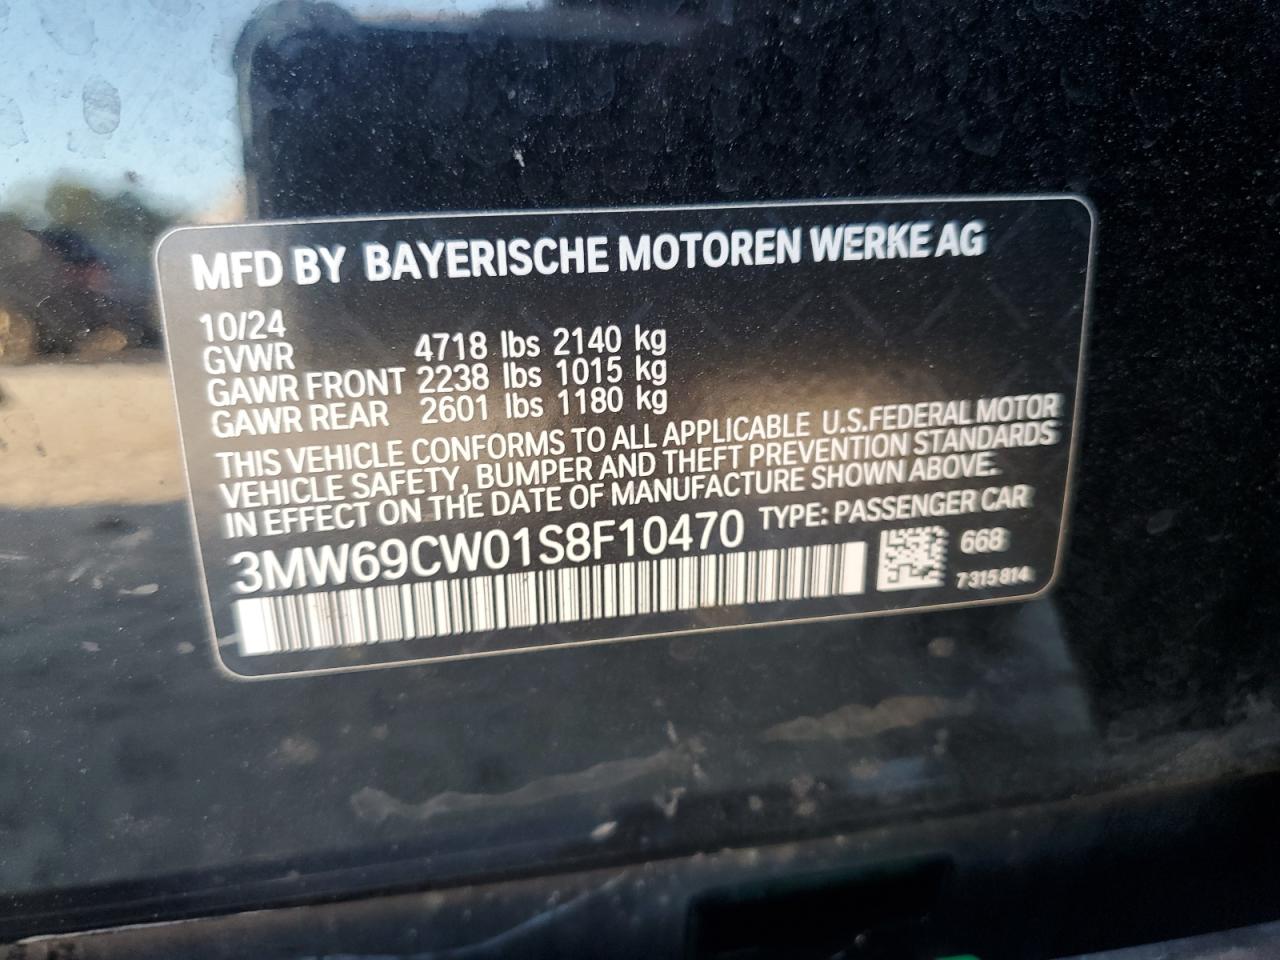 MFD BY BAYERISCHE MOTOREN WERKE AG
10/24
GVWR 4718 lbs 2140 kg
GAWR FRONT 2238 lbs 1015 kg
GAWR REAR 2601 lbs 1180 kg
THIS VEHICLE CONFORMS TO ALL APPLICABLE U.S.FEDERAL MOTOR
VEHICLE SAFETY, BUMPER AND THEFT PREVENTION STANDARDS
IN EFFECT ON THE DATE OF MANUFACTURE SHOWN ABOVE.
3MW69CW01S8F10470 TYPE: PASSENGER CAR
668
7315814